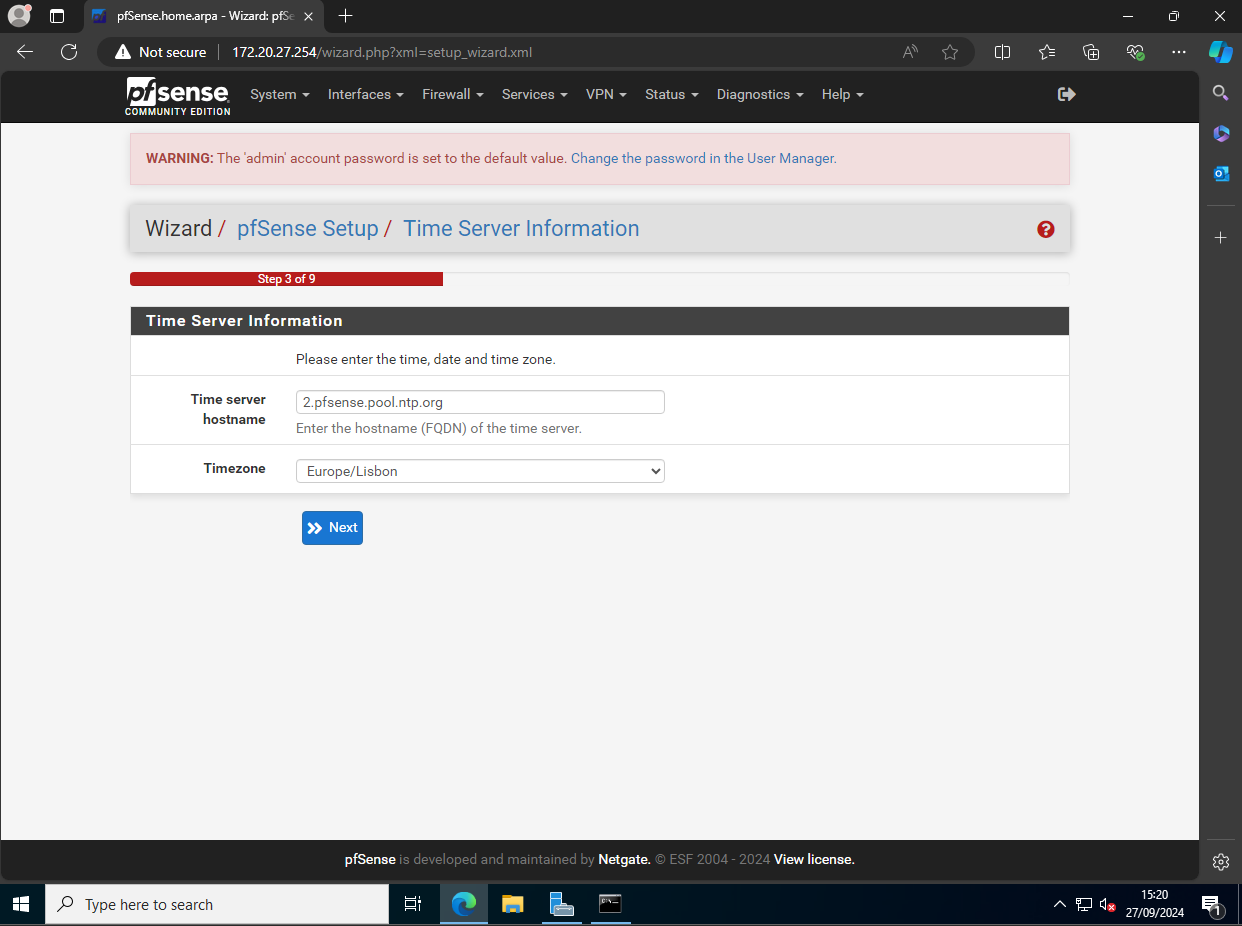 pfSense.home.arpa - Wizard: pfSe
Not secure 172.20.27.254/wizard.php?xml=setup_wizard.xml
pfsense
COMMUNITY EDITION
System Interfaces Firewall Services VPN Status Diagnostics Help
WARNING: The 'admin' account password is set to the default value. Change the password in the User Manager.
Wizard / pfSense Setup / Time Server Information
Step 3 of 9
Time Server Information
Please enter the time, date and time zone.
Time server hostname
2.pfsense.pool.ntp.org
Enter the hostname (FQDN) of the time server.
Timezone
Europe/Lisbon
Next
pfSense is developed and maintained by Netgate. © ESF 2004 - 2024 View license.
Type here to search
15:20
27/09/2024
1